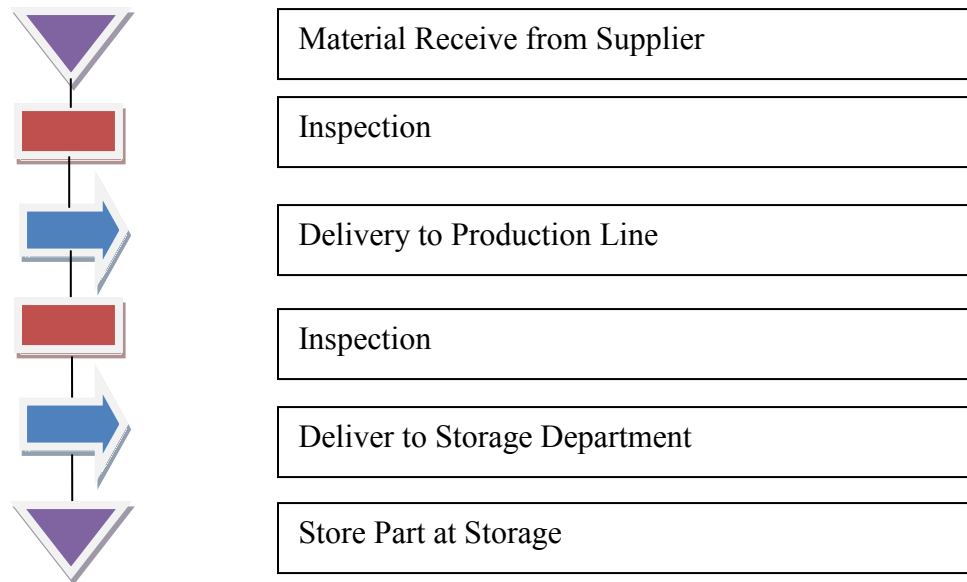 Material Receive from Supplier
Inspection
Delivery to Production Line
Inspection
Deliver to Storage Department
Store Part at Storage